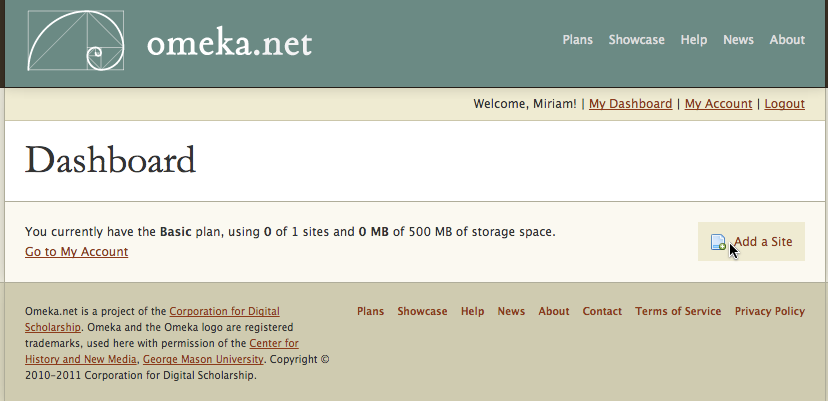 omeka.net
Plans Showcase Help News About
Welcome, Miriam! | My Dashboard | My Account | Logout
Dashboard
You currently have the Basic plan, using 0 of 1 sites and 0 MB of 500 MB of storage space.
Go to My Account
Add a Site
Omeka.net is a project of the Corporation for Digital
Scholarship. Omeka and the Omeka logo are registered
trademarks, used here with permission of the Center for
History and New Media, George Mason University. Copyright ©
2010–2011 Corporation for Digital Scholarship.
Plans Showcase Help News About Contact Terms of Service Privacy Policy